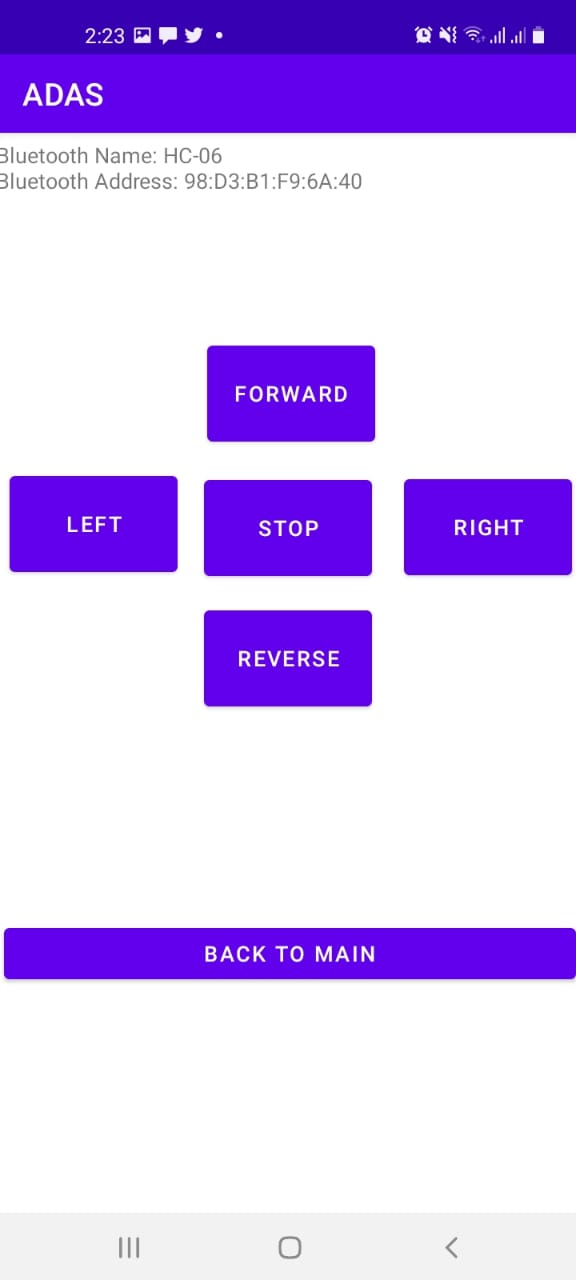 2:23
ADAS
Bluetooth Name: HC-06
Bluetooth Address: 98:D3:B1:F9:6A:40
FORWARD
LEFT
STOP
RIGHT
REVERSE
BACK TO MAIN